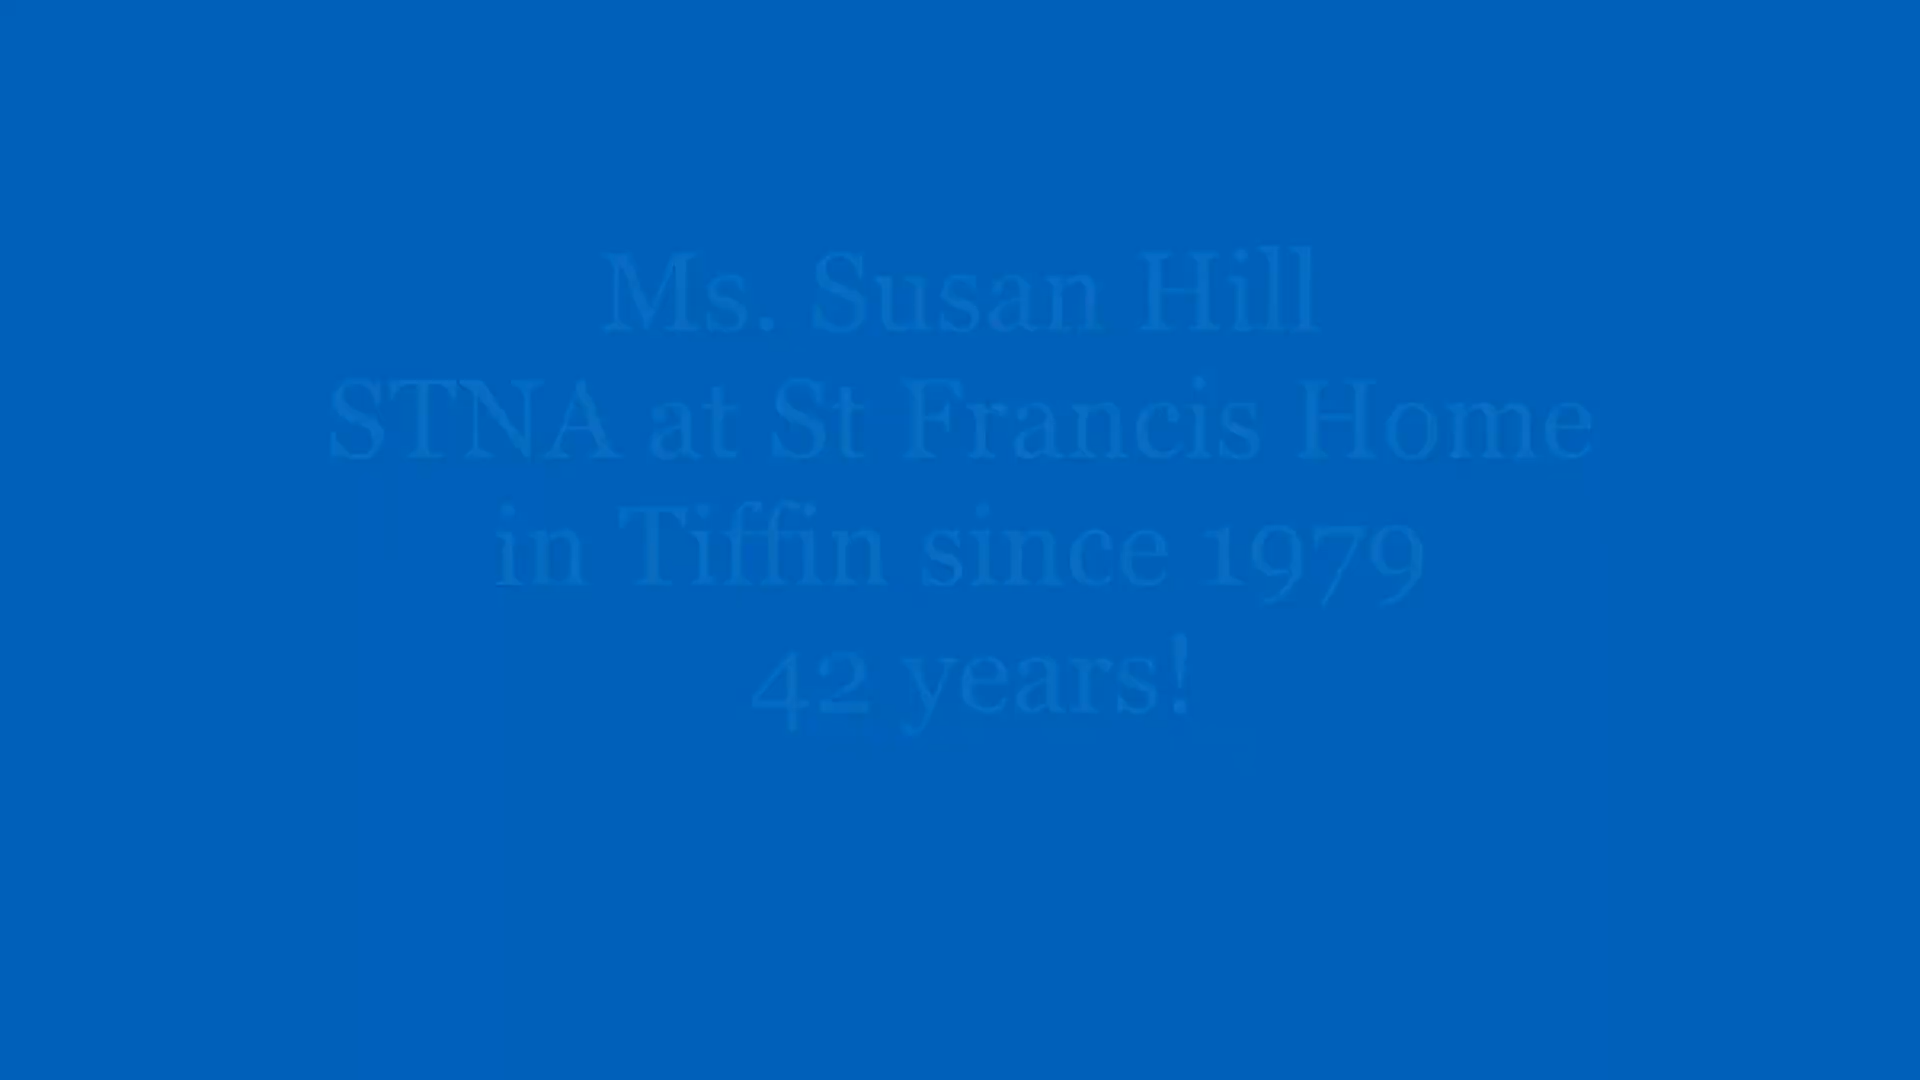 Ms. Susan Hill
STNA at St Francis Home
in Tiffin since 1979
42 years!